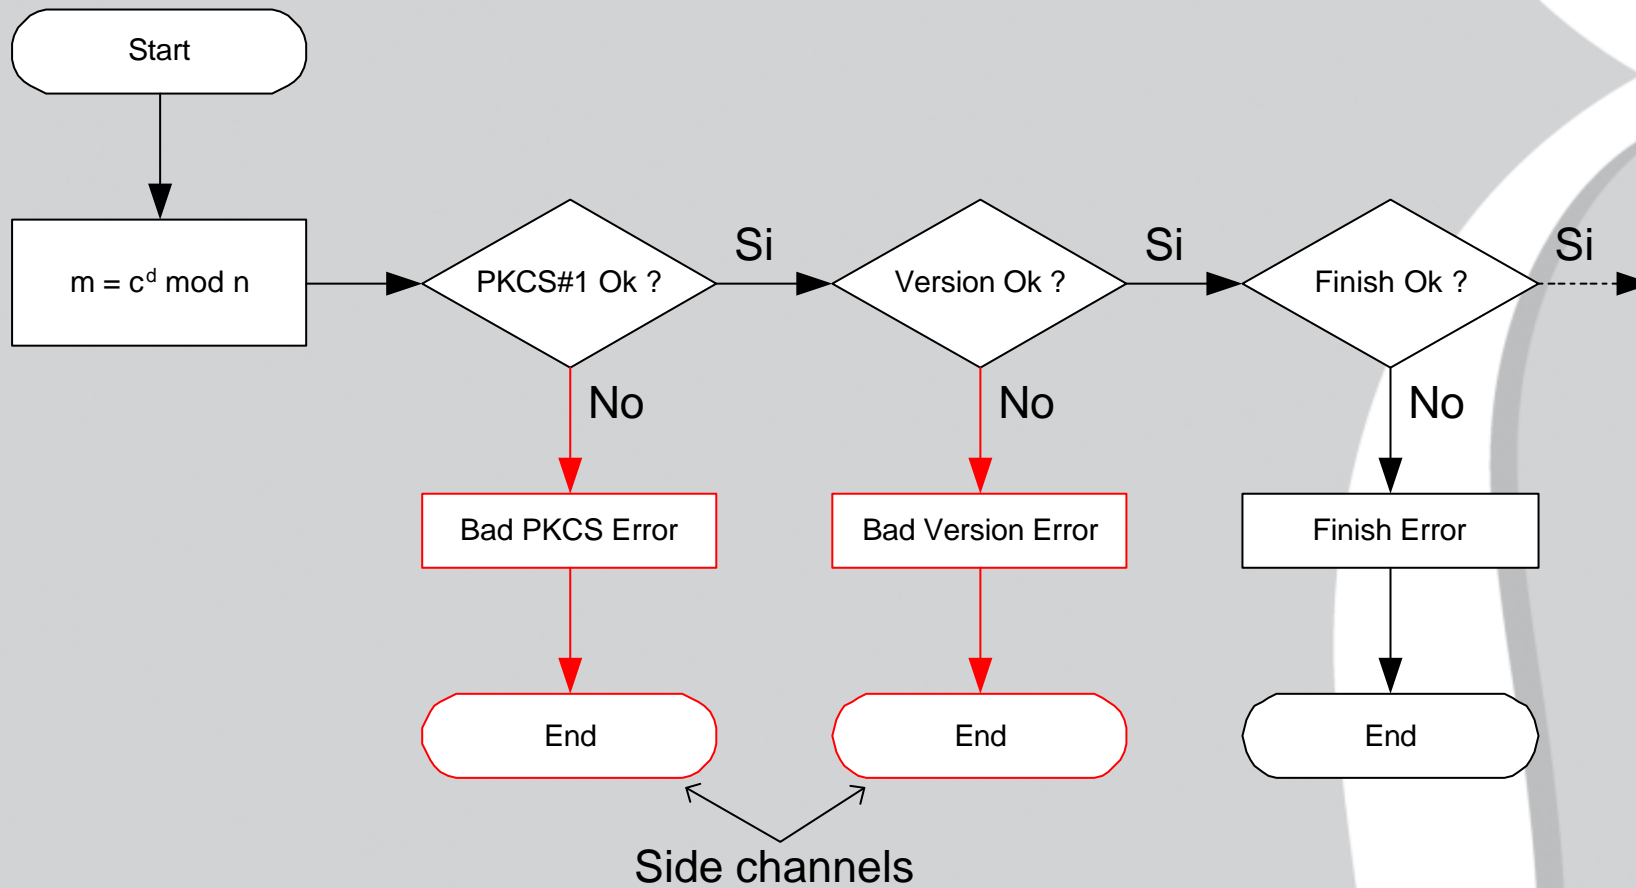 Start
m = cᵈ mod n
PKCS#1 Ok ?
Si
Version Ok ?
Si
Finish Ok ?
Si
No
No
No
Bad PKCS Error
Bad Version Error
Finish Error
End
End
End
Side channels